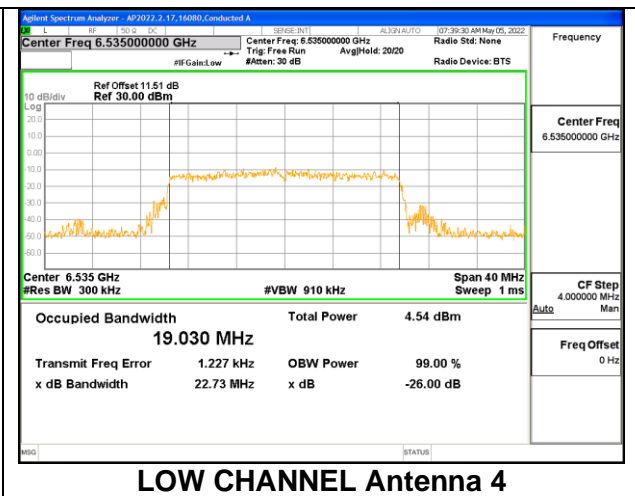 Agilent Spectrum Analyzer - AP2022.2.17,16080,Conducted A
L RF 50 Ω DC SENSE:INT ALIGN AUTO 07:39:30 AM May 05, 2022
Center Freq 6.535000000 GHz
Center Freq: 6.535000000 GHz
Radio Std: None
Trig: Free Run Avg|Hold: 20/20
#IFGain:Low #Atten: 30 dB Radio Device: BTS
Frequency
Ref Offset 11.51 dB
10 dB/div Ref 30.00 dBm
Log
20.0
10.0
0.00
-10.0
-20.0
-30.0
-40.0
-50.0
-60.0
Center 6.535 GHz Span 40 MHz
#Res BW 300 kHz #VBW 910 kHz Sweep 1 ms
Occupied Bandwidth Total Power 4.54 dBm
19.030 MHz
Transmit Freq Error 1.227 kHz OBW Power 99.00 %
x dB Bandwidth 22.73 MHz x dB -26.00 dB
Center Freq
6.535000000 GHz
CF Step
4.000000 MHz
Auto Man
Freq Offset
0 Hz
MSG STATUS
LOW CHANNEL Antenna 4